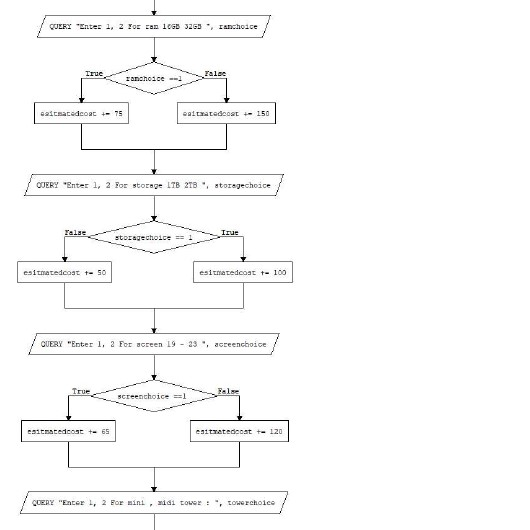 QUERY "Enter 1, 2 For ram 16GB 32GB ", ramchoice
True
ramchoice ==1
False
esitmatedcost += 75
esitmatedcost += 150
QUERY "Enter 1, 2 For storage 1TB 2TB ", storagechoice
False
storagechoice == 1
True
esitmatedcost += 50
esitmatedcost += 100
QUERY "Enter 1, 2 For screen 19 - 23 ", screenchoice
True
screenchoice ==1
False
esitmatedcost += 65
esitmatedcost += 120
QUERY "Enter 1, 2 For mini , midi tower : ", towerchoice